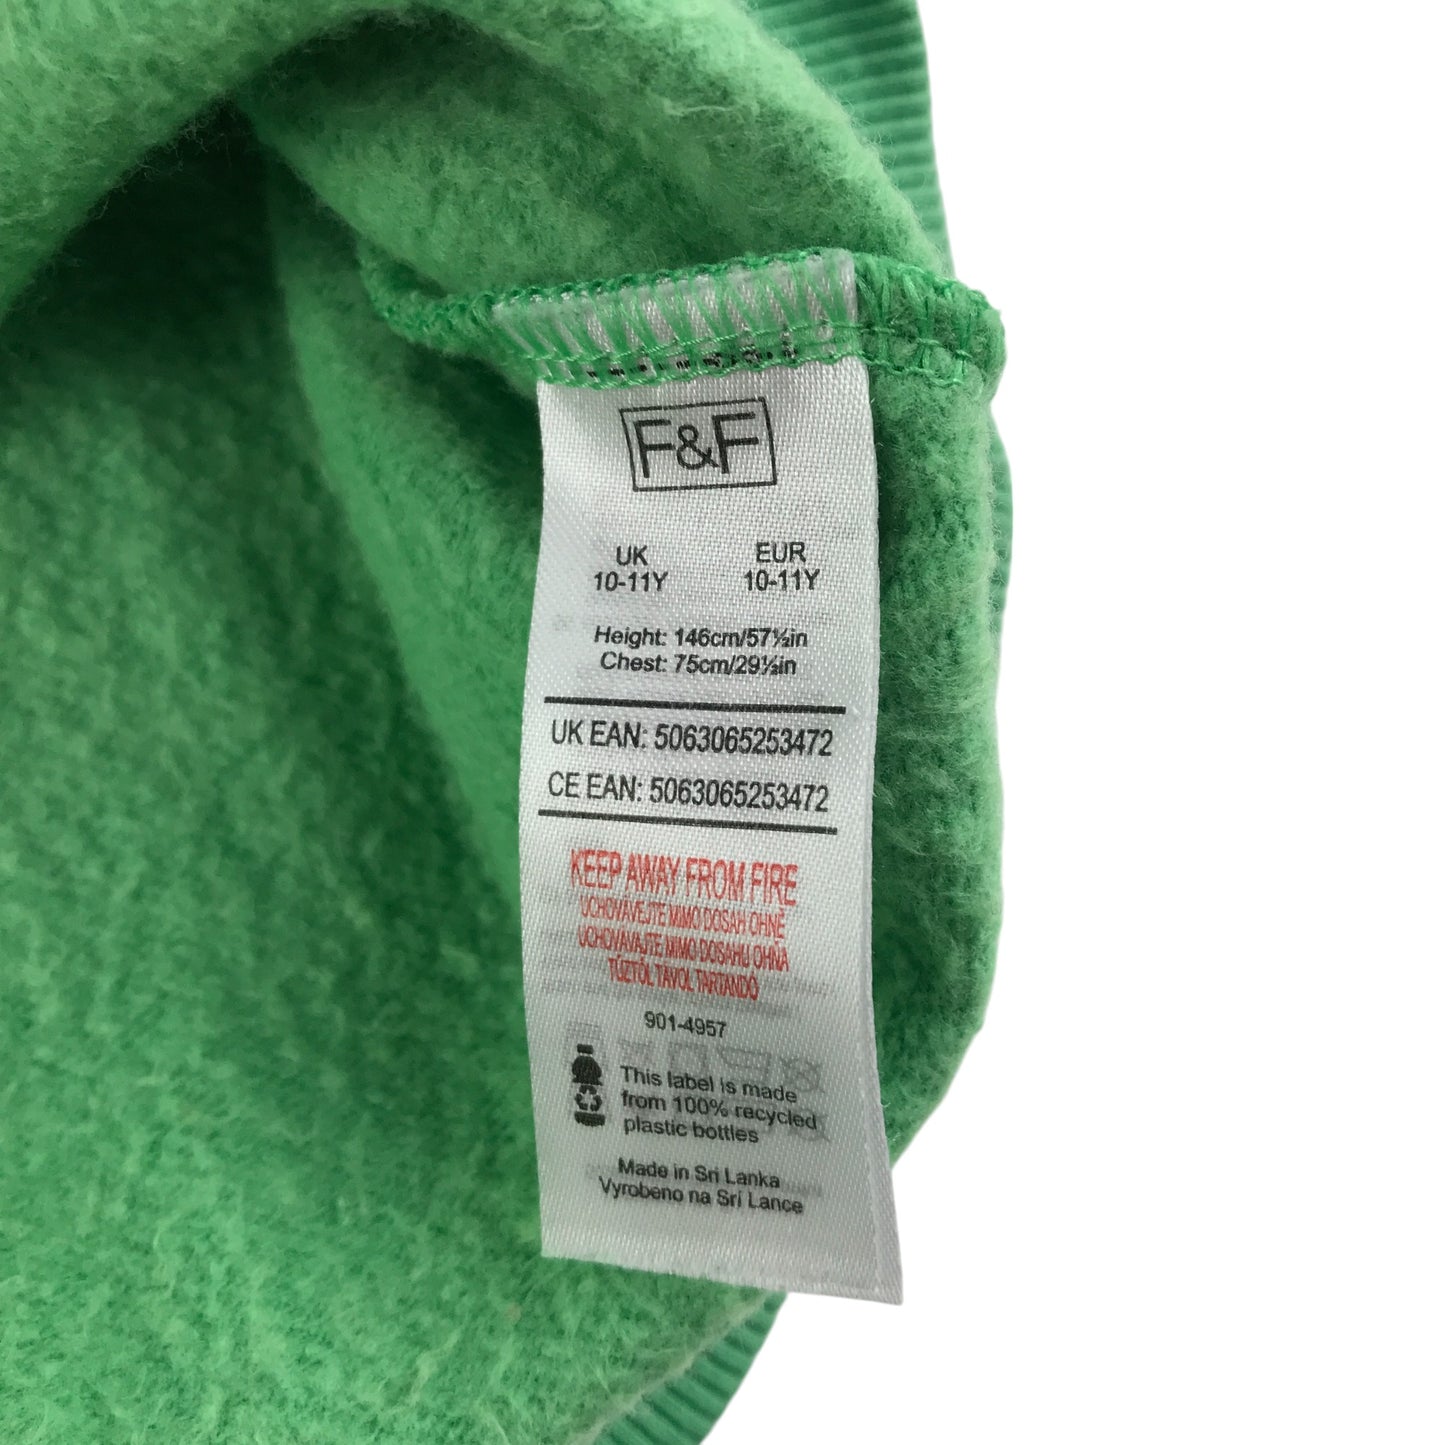 F&F
UK EUR
10-11Y 10-11Y
Height: 146cm/57½in
Chest: 75cm/29½in
UK EAN: 5063065253472
CE EAN: 5063065253472
KEEP AWAY FROM FIRE
UCHOVÁVEJTE MIMO DOSAH OHNĚ
UCHOVÁVAJTE MIMO DOSAHU OHŇA
TŰZTŐL TÁVOL TARTANDÓ
901-4957
This label is made
from 100% recycled
plastic bottles
Made in Sri Lanka
Vyrobeno na Srí Lance